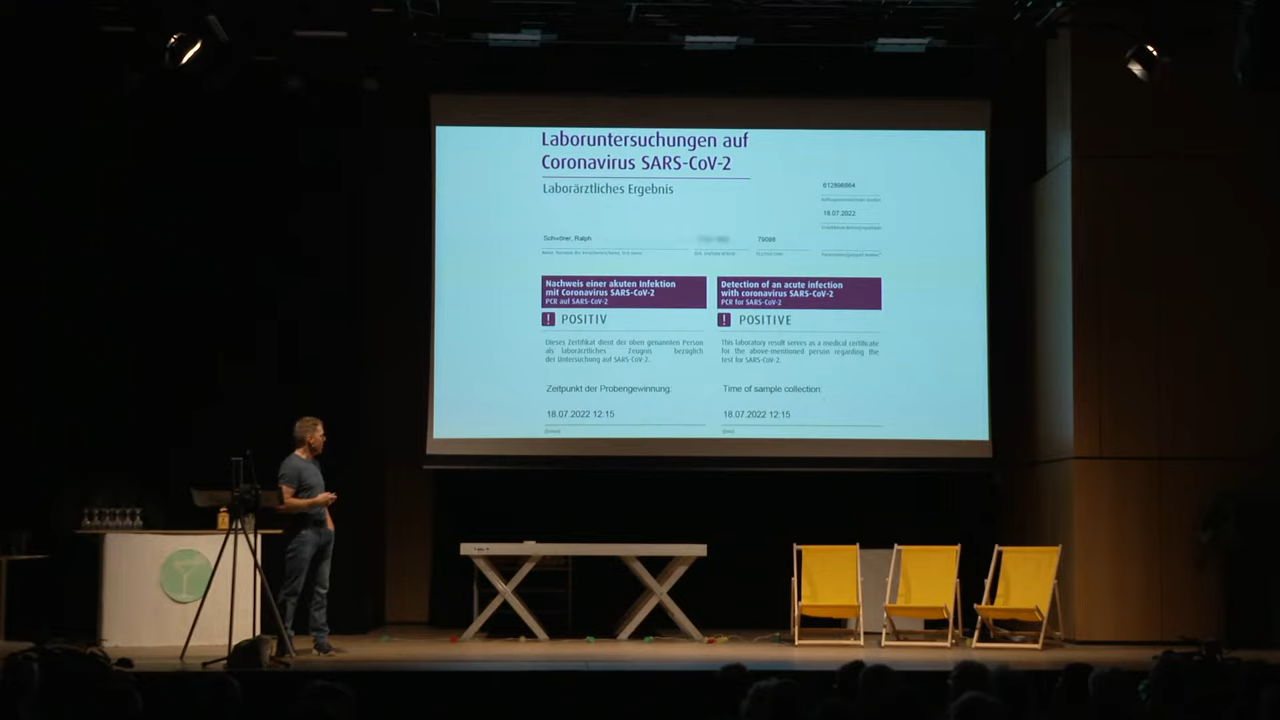 Laboruntersuchungen auf
Coronavirus SARS-CoV-2
Laborärztliches Ergebnis
612898864
18.07.2022
Schwörer, Ralph
79098
Nachweis einer akuten Infektion
mit Coronavirus SARS-CoV-2
PCR auf SARS-CoV-2
! POSITIV
Dieses Zertifikat dient der oben genannten Person
als laborärztliches Zeugnis bezüglich
der Untersuchung auf SARS-CoV-2.
Zeitpunkt der Probengewinnung:
18.07.2022 12:15
Detection of an acute infection
with coronavirus SARS-CoV-2
PCR for SARS-CoV-2
! POSITIVE
This laboratory result serves as a medical certificate
for the above-mentioned person regarding the
test for SARS-CoV-2.
Time of sample collection:
18.07.2022 12:15